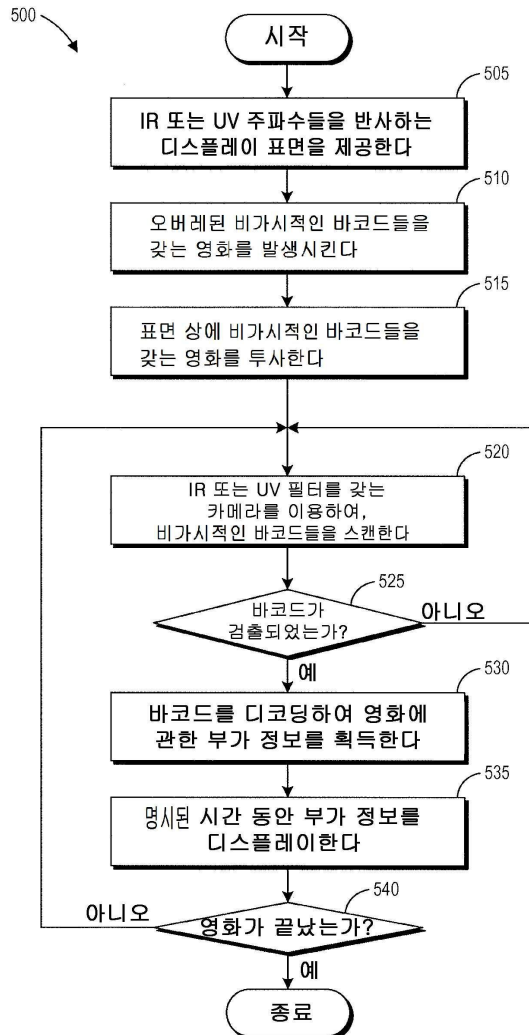 500
시작
505
IR 또는 UV 주파수들을 반사하는
디스플레이 표면을 제공한다
510
오버레된 비가시적인 바코드들을
갖는 영화를 발생시킨다
515
표면 상에 비가시적인 바코드들을
갖는 영화를 투사한다
520
IR 또는 UV 필터를 갖는
카메라를 이용하여,
비가시적인 바코드들을 스캔한다
525
바코드가
검출되었는가?
아니오
예
530
바코드를 디코딩하여 영화에
관한 부가 정보를 획득한다
535
명시된 시간 동안 부가 정보를
디스플레이한다
540
아니오
영화가 끝났는가?
예
종료